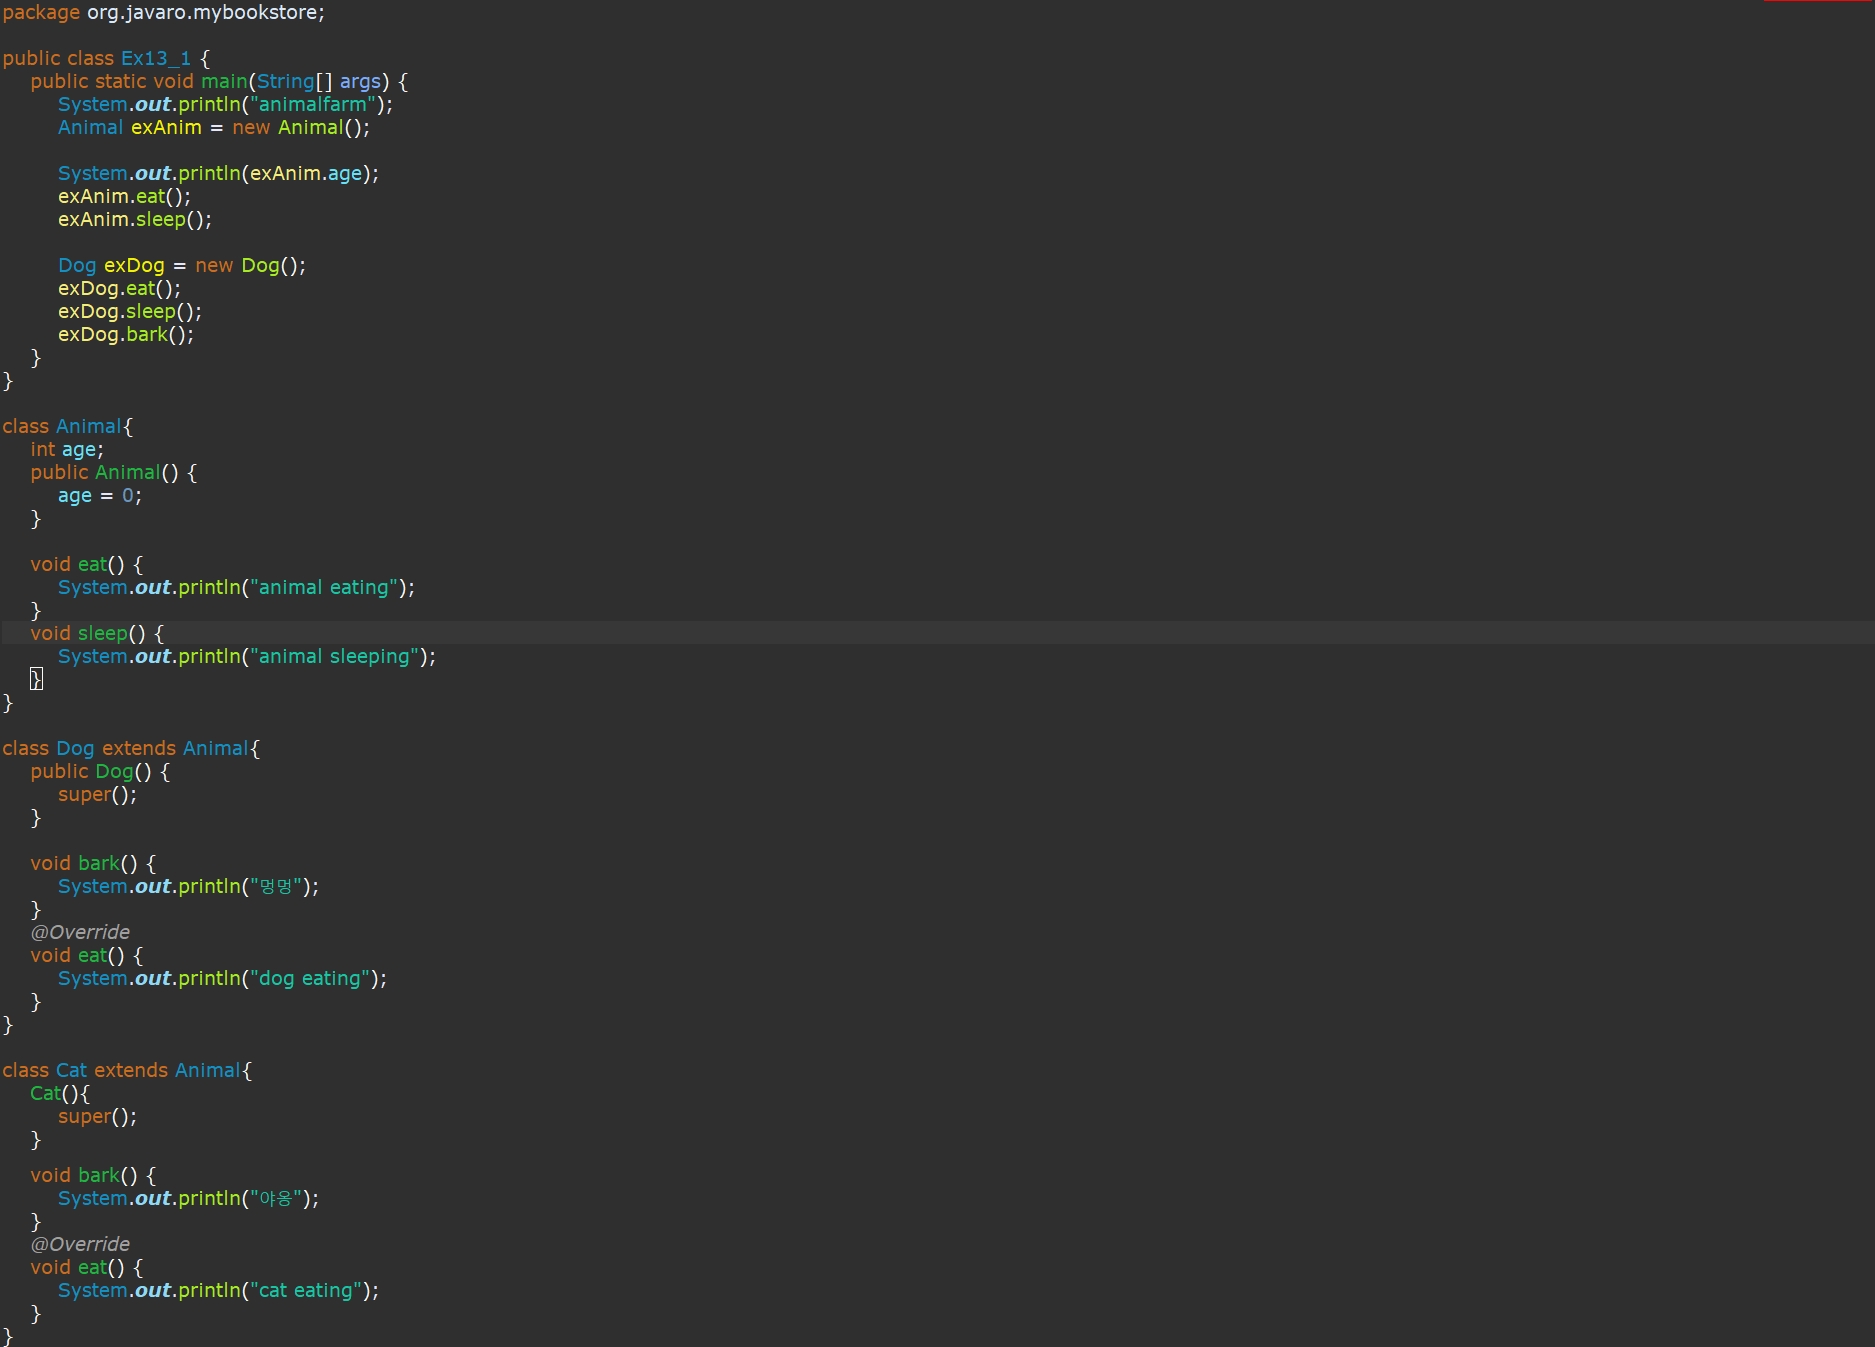 package org.javaro.mybookstore;
public class Ex13_1 {
public static void main(String[] args) {
System.out.println("animalfarm");
Animal exAnim = new Animal();
System.out.println(exAnim.age);
exAnim.eat();
exAnim.sleep();
Dog exDog = new Dog();
exDog.eat();
exDog.sleep();
exDog.bark();
}
}
class Animal{
int age;
public Animal() {
age = 0;
}
void eat() {
System.out.println("animal eating");
}
void sleep() {
System.out.println("animal sleeping");
}
}
class Dog extends Animal{
public Dog() {
super();
}
void bark() {
System.out.println("멍멍");
}
@Override
void eat() {
System.out.println("dog eating");
}
}
class Cat extends Animal{
Cat(){
super();
}
void bark() {
System.out.println("야옹");
}
@Override
void eat() {
System.out.println("cat eating");
}
}